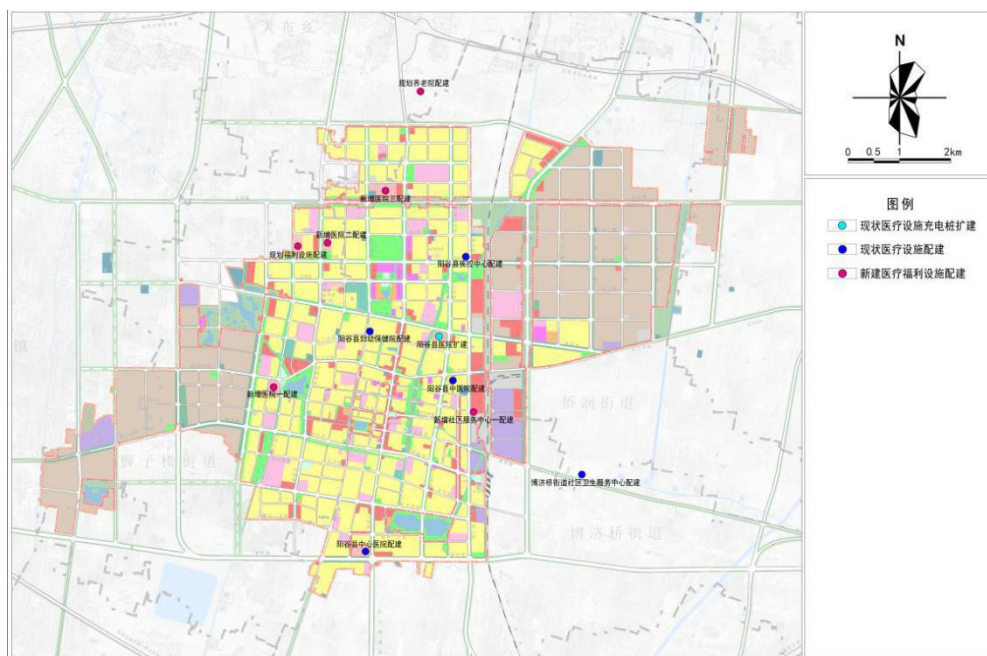 规划养老院配建
新增医院三配建
新增医院二配建
规划福利设施配建
阳谷县疾控中心配建
阳谷县妇幼保健院配建
阳谷县医院扩建
阳谷县中医院配建
新增医院一配建
新增社区服务中心一配建
侨润街道
狮子楼街道
博济桥街道社区卫生服务中心配建
博济桥街道
阳谷县中心医院配建
N
0 0.5 1 2km
图例
现状医疗设施充电桩扩建
现状医疗设施配建
新建医疗福利设施配建